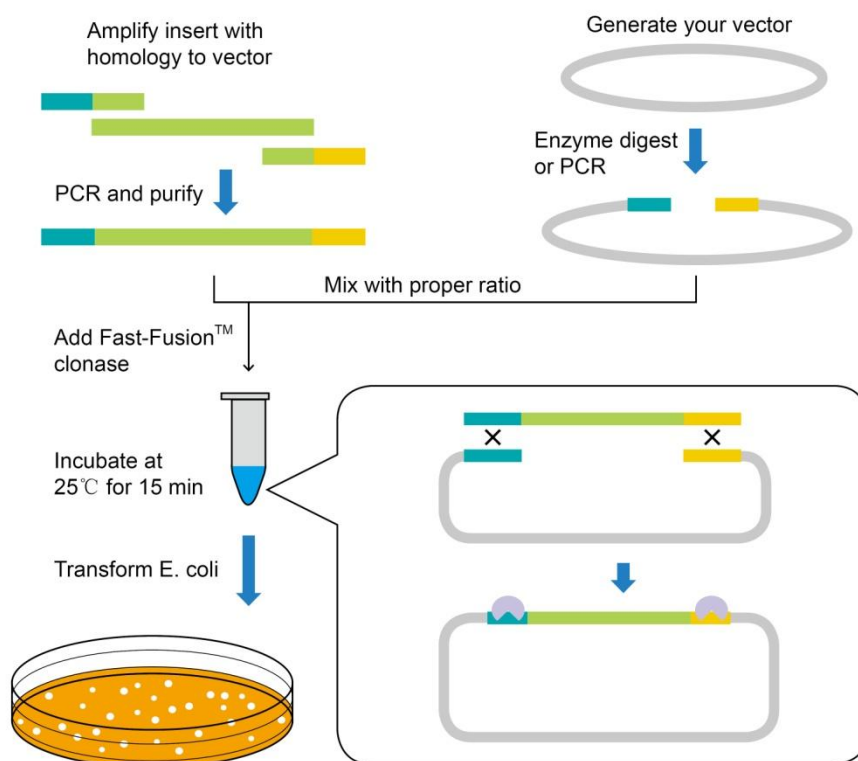 Amplify insert with
homology to vector
Generate your vector
PCR and purify
Enzyme digest
or PCR
Mix with proper ratio
Add Fast-Fusion™
clonase
Incubate at
25℃ for 15 min
Transform E. coli